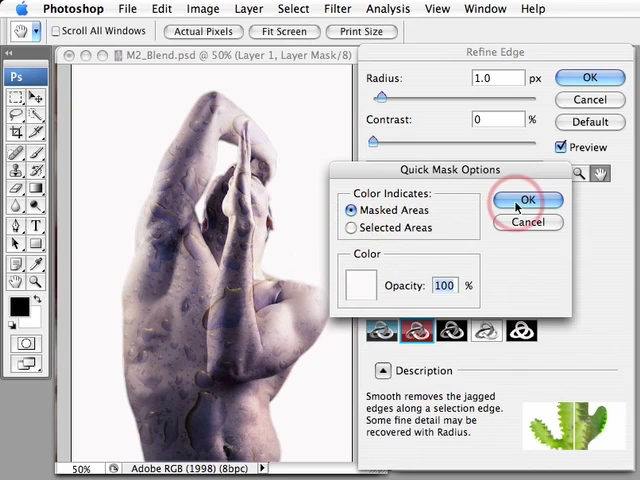 Photoshop File Edit Image Layer Select Filter Analysis View Window Help
Scroll All Windows Actual Pixels Fit Screen Print Size
M2_Blend.psd @ 50% (Layer 1, Layer Mask/8)
Ps
Refine Edge
Radius: 1.0 px OK
Cancel
Contrast: 0 % Default
Preview
Quick Mask Options
Color Indicates:
Masked Areas
Selected Areas
OK
Cancel
Color
Opacity: 100 %
Description
Smooth removes the jagged
edges along a selection edge.
Some fine detail may be
recovered with Radius.
50% Adobe RGB (1998) (8bpc)